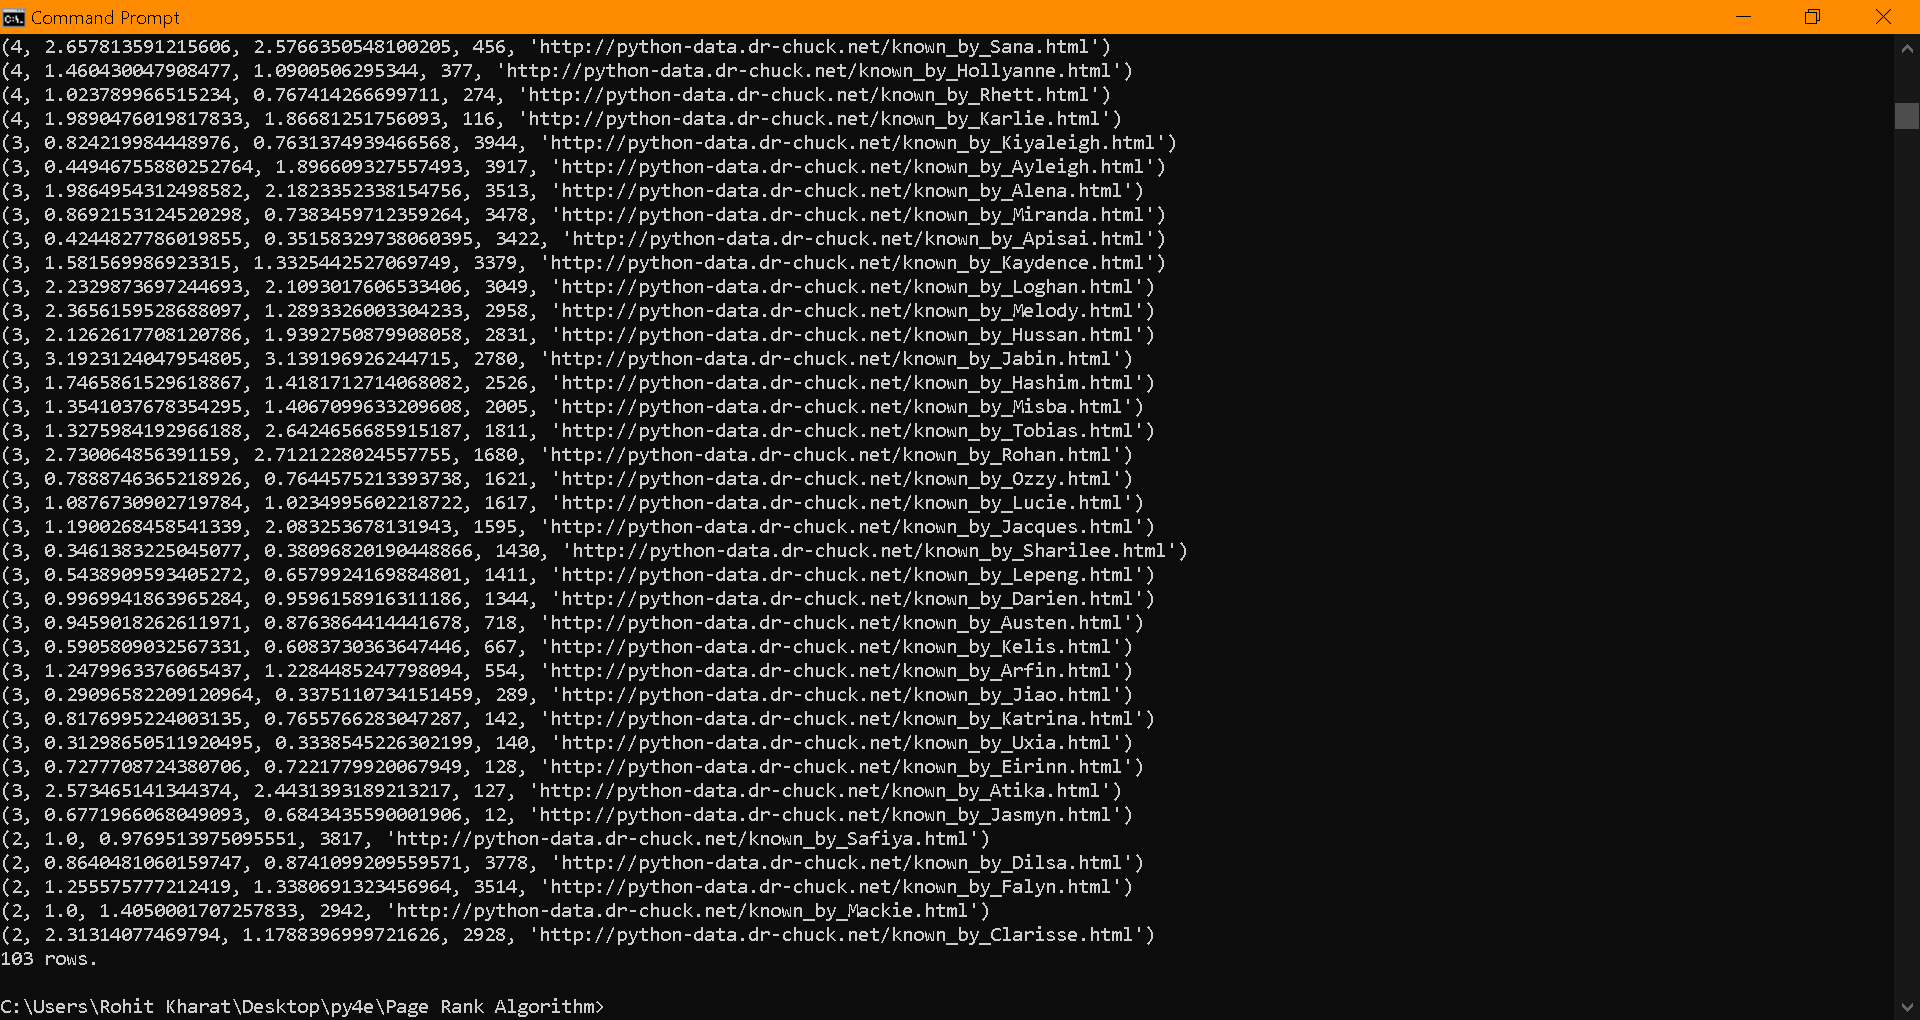 Command Prompt
(4, 2.657813591215606, 2.5766350548100205, 456, 'http://python-data.dr-chuck.net/known_by_Sana.html')
(4, 1.460430047908477, 1.0900506295344, 377, 'http://python-data.dr-chuck.net/known_by_Hollyanne.html')
(4, 1.023789966515234, 0.767414266699711, 274, 'http://python-data.dr-chuck.net/known_by_Rhett.html')
(4, 1.9890476019817833, 1.86681251756093, 116, 'http://python-data.dr-chuck.net/known_by_Karlie.html')
(3, 0.824219984448976, 0.7631374939466568, 3944, 'http://python-data.dr-chuck.net/known_by_Kiyaleigh.html')
(3, 0.44946755880252764, 1.896609327557493, 3917, 'http://python-data.dr-chuck.net/known_by_Ayleigh.html')
(3, 1.9864954312498582, 2.1823352338154756, 3513, 'http://python-data.dr-chuck.net/known_by_Alena.html')
(3, 0.8692153124520298, 0.7383459712359264, 3478, 'http://python-data.dr-chuck.net/known_by_Miranda.html')
(3, 0.4244827786019855, 0.35158329738060395, 3422, 'http://python-data.dr-chuck.net/known_by_Apisai.html')
(3, 1.581569986923315, 1.3325442527069749, 3379, 'http://python-data.dr-chuck.net/known_by_Kaydence.html')
(3, 2.2329873697244693, 2.1093017606533406, 3049, 'http://python-data.dr-chuck.net/known_by_Loghan.html')
(3, 2.3656159528688097, 1.2893326003304233, 2958, 'http://python-data.dr-chuck.net/known_by_Melody.html')
(3, 2.1262617708120786, 1.9392750879908058, 2831, 'http://python-data.dr-chuck.net/known_by_Hussan.html')
(3, 3.1923124047954805, 3.139196926244715, 2780, 'http://python-data.dr-chuck.net/known_by_Jabin.html')
(3, 1.7465861529618867, 1.4181712714068082, 2526, 'http://python-data.dr-chuck.net/known_by_Hashim.html')
(3, 1.3541037678354295, 1.4067099633209608, 2005, 'http://python-data.dr-chuck.net/known_by_Misba.html')
(3, 1.3275984192966188, 2.6424656685915187, 1811, 'http://python-data.dr-chuck.net/known_by_Tobias.html')
(3, 2.730064856391159, 2.7121228024557755, 1680, 'http://python-data.dr-chuck.net/known_by_Rohan.html')
(3, 0.7888746365218926, 0.7644575213393738, 1621, 'http://python-data.dr-chuck.net/known_by_Ozzy.html')
(3, 1.0876730902719784, 1.0234995602218722, 1617, 'http://python-data.dr-chuck.net/known_by_Lucie.html')
(3, 1.1900268458541339, 2.083253678131943, 1595, 'http://python-data.dr-chuck.net/known_by_Jacques.html')
(3, 0.3461383225045077, 0.38096820190448866, 1430, 'http://python-data.dr-chuck.net/known_by_Sharilee.html')
(3, 0.5438909593405272, 0.6579924169884801, 1411, 'http://python-data.dr-chuck.net/known_by_Lepeng.html')
(3, 0.9969941863965284, 0.9596158916311186, 1344, 'http://python-data.dr-chuck.net/known_by_Darien.html')
(3, 0.9459018262611971, 0.8763864414441678, 718, 'http://python-data.dr-chuck.net/known_by_Austen.html')
(3, 0.5905809032567331, 0.6083730363647446, 667, 'http://python-data.dr-chuck.net/known_by_Kelis.html')
(3, 1.2479963376065437, 1.2284485247798094, 554, 'http://python-data.dr-chuck.net/known_by_Arfin.html')
(3, 0.29096582209120964, 0.3375110734151459, 289, 'http://python-data.dr-chuck.net/known_by_Jiao.html')
(3, 0.8176995224003135, 0.7655766283047287, 142, 'http://python-data.dr-chuck.net/known_by_Katrina.html')
(3, 0.31298650511920495, 0.3338545226302199, 140, 'http://python-data.dr-chuck.net/known_by_Uxia.html')
(3, 0.7277708724380706, 0.7221779920067949, 128, 'http://python-data.dr-chuck.net/known_by_Eirinn.html')
(3, 2.573465141344374, 2.4431393189213217, 127, 'http://python-data.dr-chuck.net/known_by_Atika.html')
(3, 0.6771966068049093, 0.6843435590001906, 12, 'http://python-data.dr-chuck.net/known_by_Jasmyn.html')
(2, 1.0, 0.9769513975095551, 3817, 'http://python-data.dr-chuck.net/known_by_Safiya.html')
(2, 0.8640481060159747, 0.8741099209559571, 3778, 'http://python-data.dr-chuck.net/known_by_Dilsa.html')
(2, 1.255575777212419, 1.3380691323456964, 3514, 'http://python-data.dr-chuck.net/known_by_Falyn.html')
(2, 1.0, 1.4050001707257833, 2942, 'http://python-data.dr-chuck.net/known_by_Mackie.html')
(2, 2.31314077469794, 1.1788396999721626, 2928, 'http://python-data.dr-chuck.net/known_by_Clarisse.html')
103 rows.
C:\Users\Rohit Kharat\Desktop\py4e\Page Rank Algorithm>